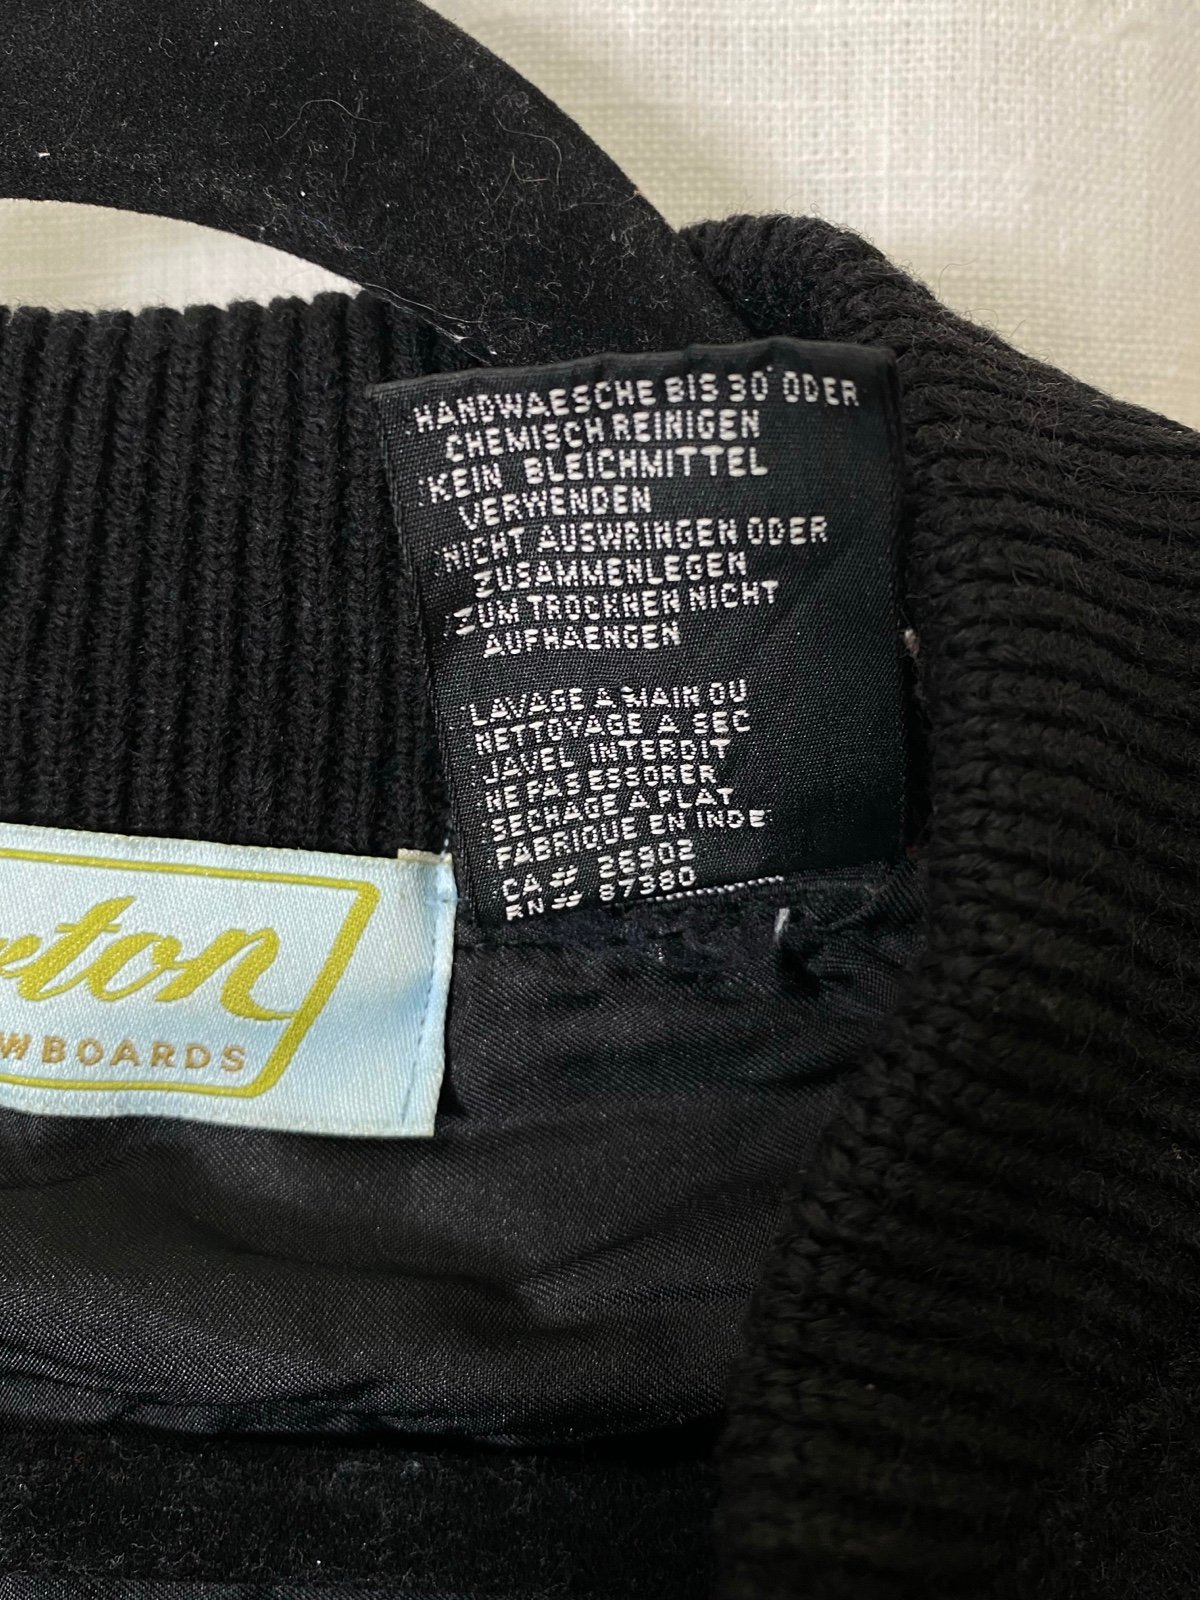 HANDWAESCHE BIS 30° ODER
CHEMISCH REINIGEN
KEIN BLEICHMITTEL
VERWENDEN
NICHT AUSWRINGEN ODER
ZUSAMMENLEGEN
ZUM TROCKNEN NICHT
AUFHAENGEN
LAVAGE A MAIN OU
NETTOYAGE A SEC
JAVEL INTERDIT
NE PAS ESSORER
SECHAGE A PLAT
FABRIQUE EN INDE
CA # 26902
RN # 87380
rton
WBOARDS